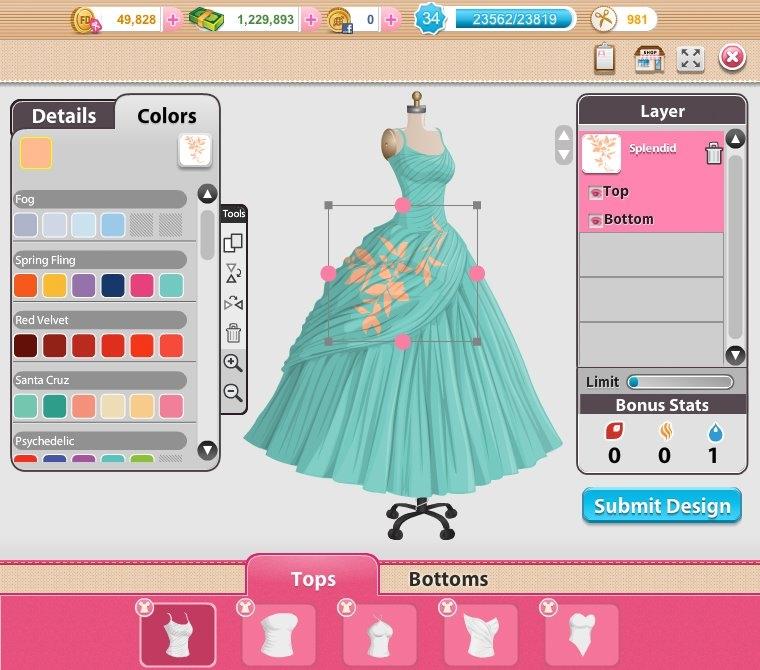 FD
49,828
1,229,893
0
34
23562/23819
981
SHOP
Details
Colors
Fog
Spring Fling
Red Velvet
Santa Cruz
Psychedelic
Tools
Layer
Splendid
Top
Bottom
Limit
Bonus Stats
0
0
1
Submit Design
Tops
Bottoms